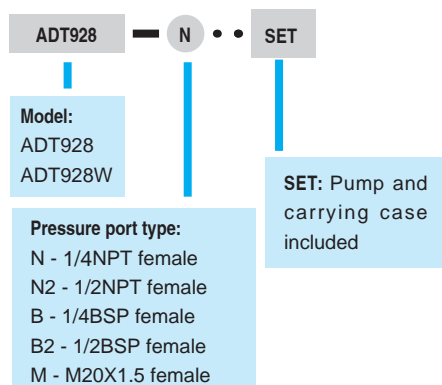 ADT928 — N • • SET
Model:
ADT928
ADT928W
Pressure port type:
N - 1/4NPT female
N2 - 1/2NPT female
B - 1/4BSP female
B2 - 1/2BSP female
M - M20X1.5 female
SET: Pump and
carrying case
included